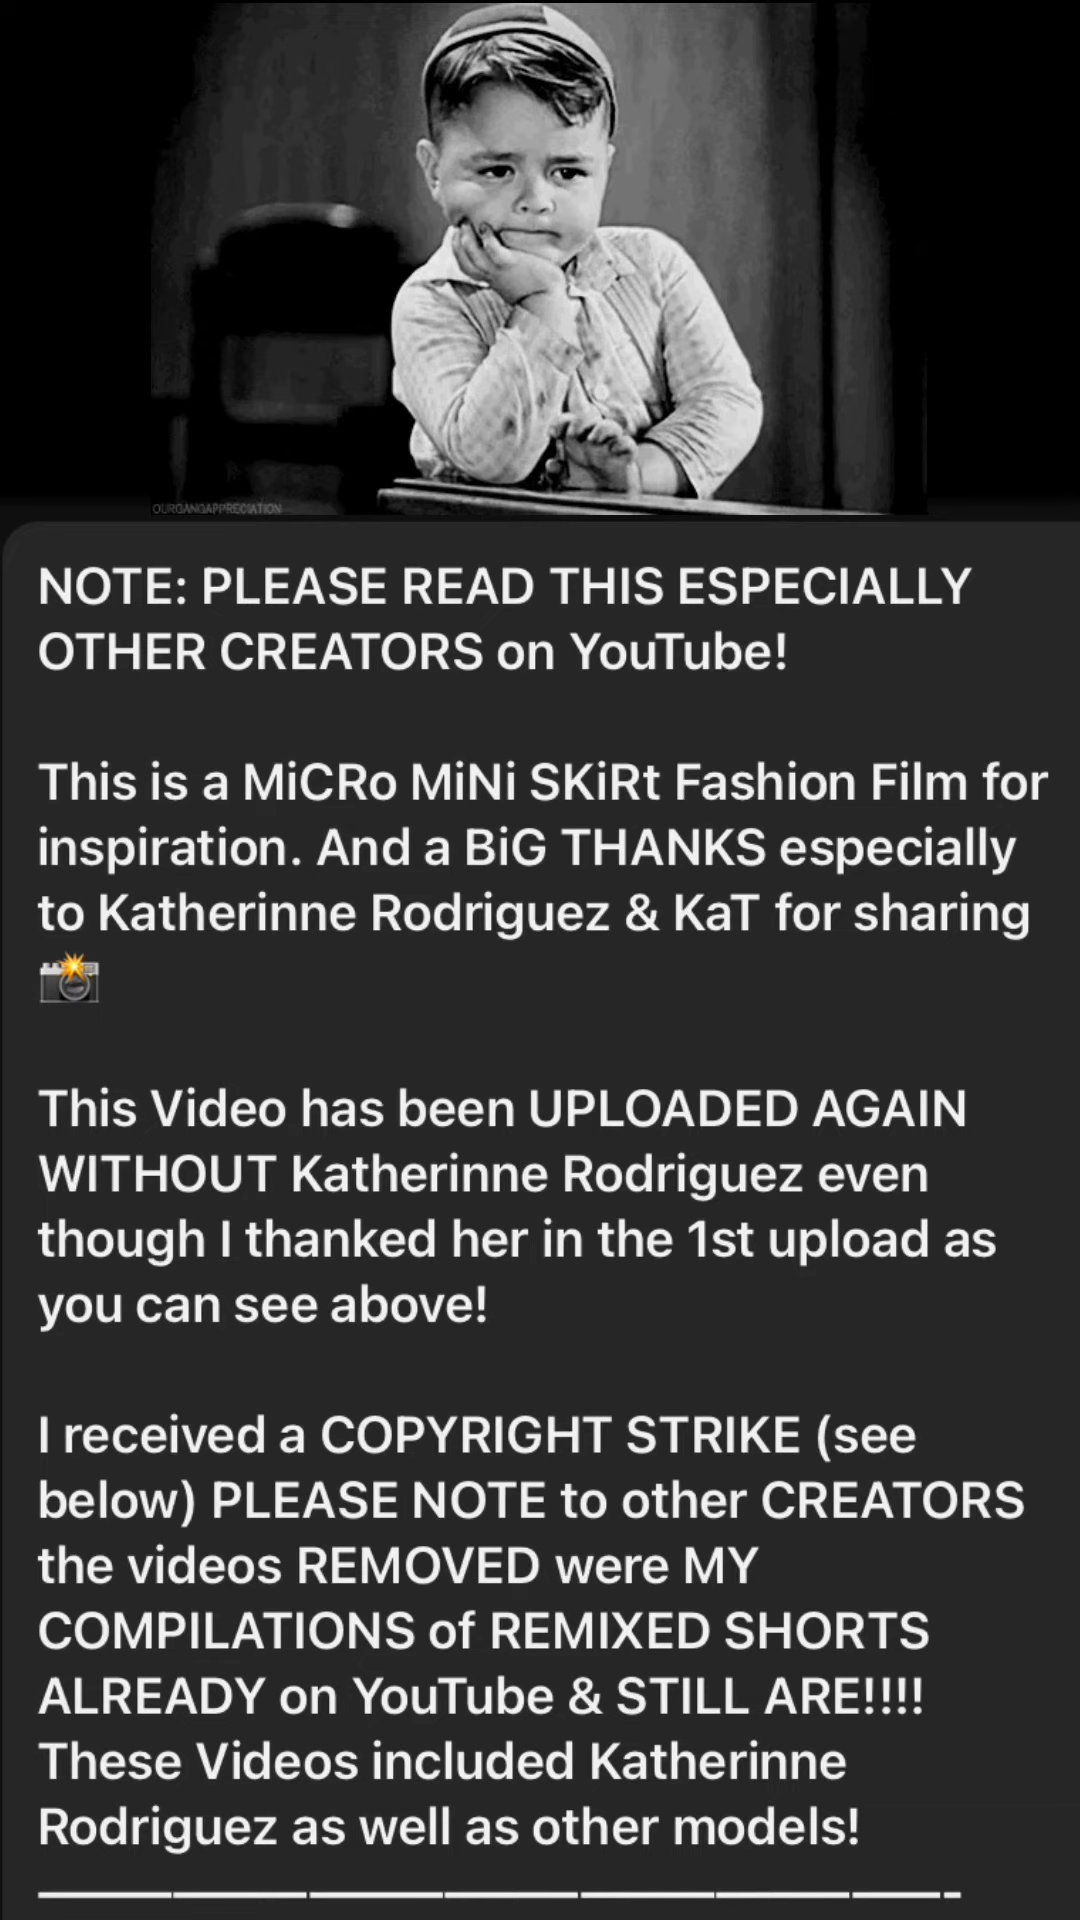 OURGANGAPPRECIATION
NOTE: PLEASE READ THIS ESPECIALLY
OTHER CREATORS on YouTube!
This is a MiCRo MiNi SKiRt Fashion Film for
inspiration. And a BiG THANKS especially
to Katherinne Rodriguez & KaT for sharing
📸
This Video has been UPLOADED AGAIN
WITHOUT Katherinne Rodriguez even
though I thanked her in the 1st upload as
you can see above!
I received a COPYRIGHT STRIKE (see
below) PLEASE NOTE to other CREATORS
the videos REMOVED were MY
COMPILATIONS of REMIXED SHORTS
ALREADY on YouTube & STILL ARE!!!!
These Videos included Katherinne
Rodriguez as well as other models!
———————————————————-